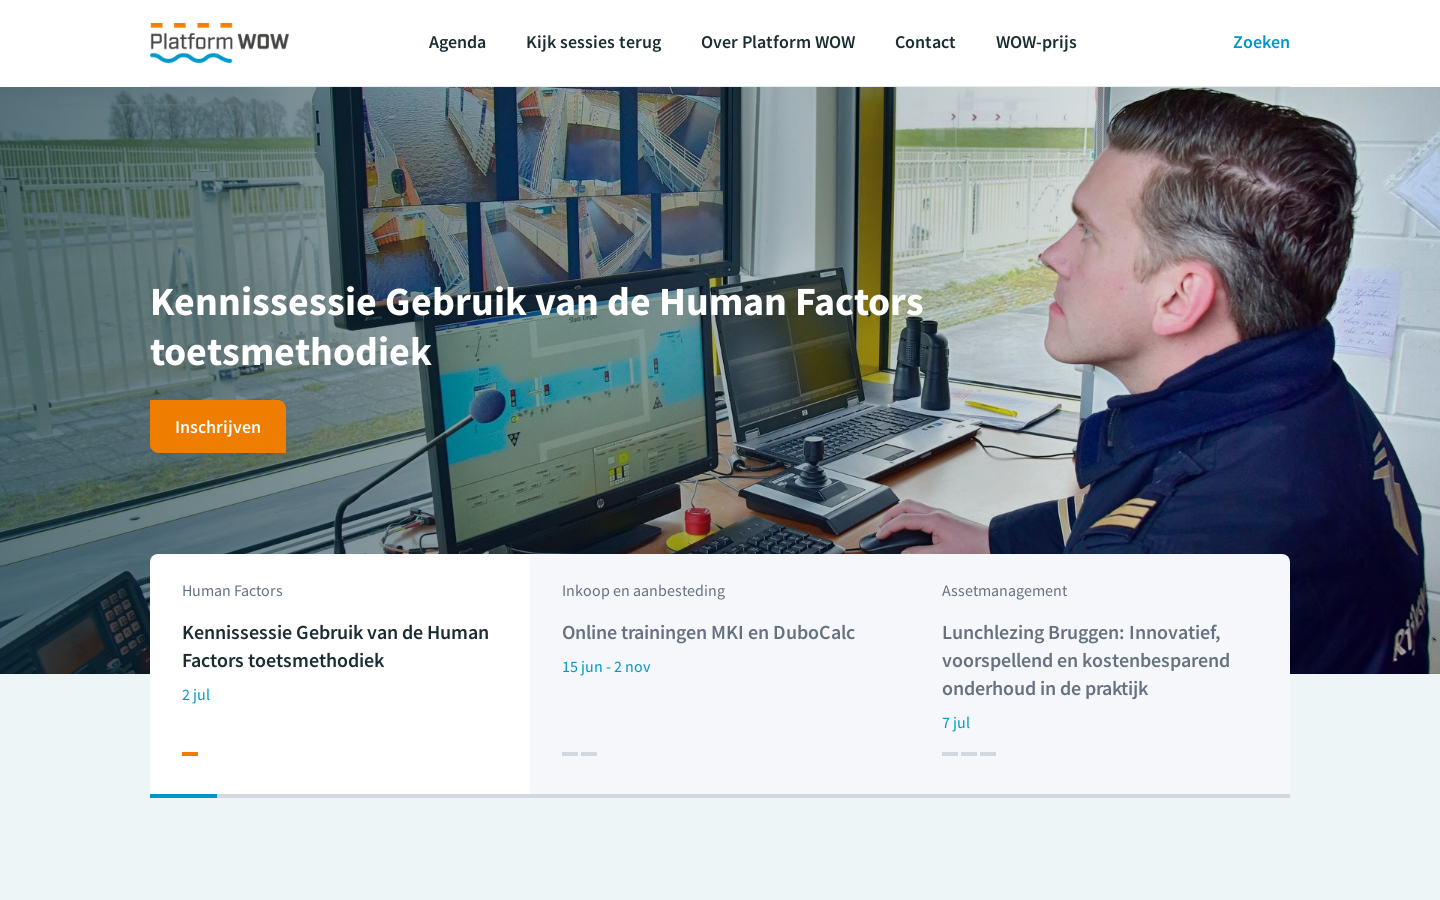 Platform WOW
Agenda
Kijk sessies terug
Over Platform WOW
Contact
WOW-prijs
Zoeken
Kennissessie Gebruik van de Human Factors
toetsmethodiek
Inschrijven
Human Factors
Kennissessie Gebruik van de Human
Factors toetsmethodiek
2 jul
Inkoop en aanbesteding
Online trainingen MKI en DuboCalc
15 jun - 2 nov
Assetmanagement
Lunchlezing Bruggen: Innovatief,
voorspellend en kostenbesparend
onderhoud in de praktijk
7 jul